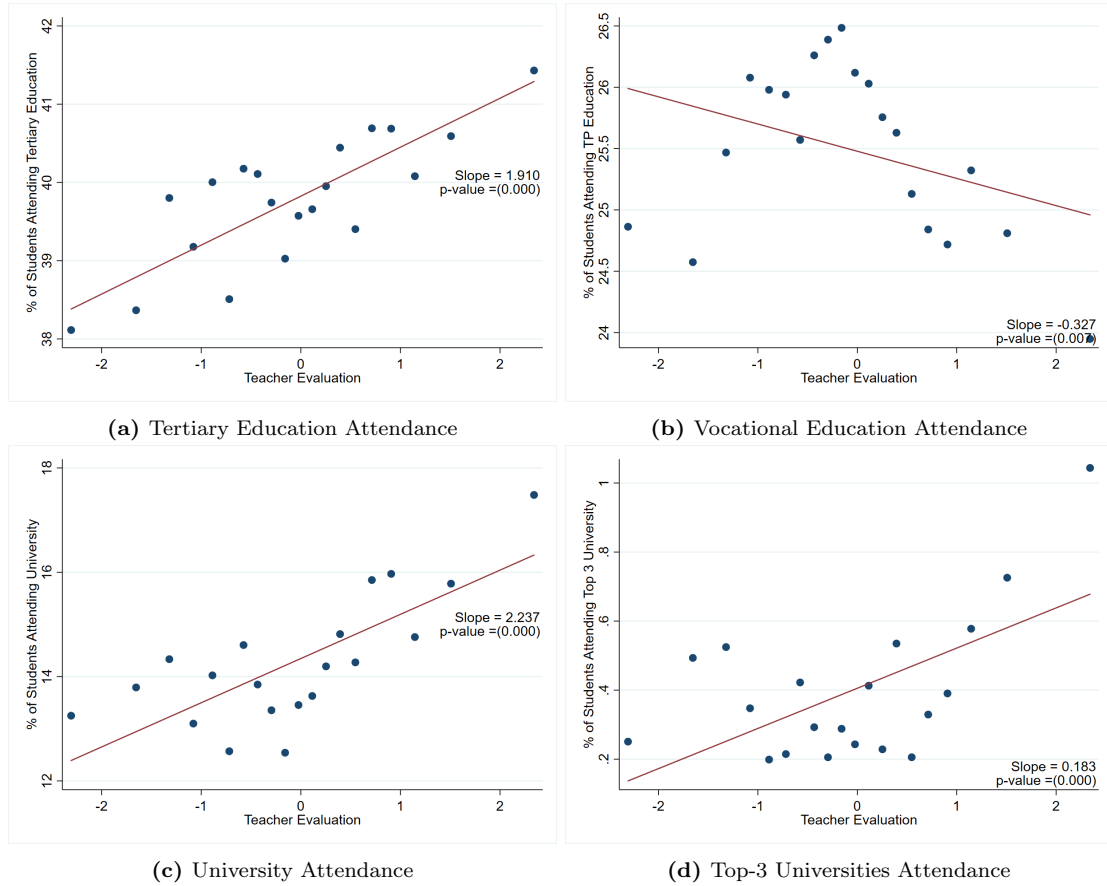 % of Students Attending Tertiary Education
42
41
40
39
38
Slope = 1.910
p-value =(0.000)
-2 -1 0 1 2
Teacher Evaluation
(a) Tertiary Education Attendance
% of Students Attending TP Education
26.5
26
25.5
25
24.5
24
Slope = -0.327
p-value =(0.007)
-2 -1 0 1 2
Teacher Evaluation
(b) Vocational Education Attendance
% of Students Attending University
18
16
14
12
Slope = 2.237
p-value =(0.000)
-2 -1 0 1 2
Teacher Evaluation
(c) University Attendance
% of Students Attending Top 3 University
1
.8
.6
.4
.2
Slope = 0.183
p-value =(0.000)
-2 -1 0 1 2
Teacher Evaluation
(d) Top-3 Universities Attendance